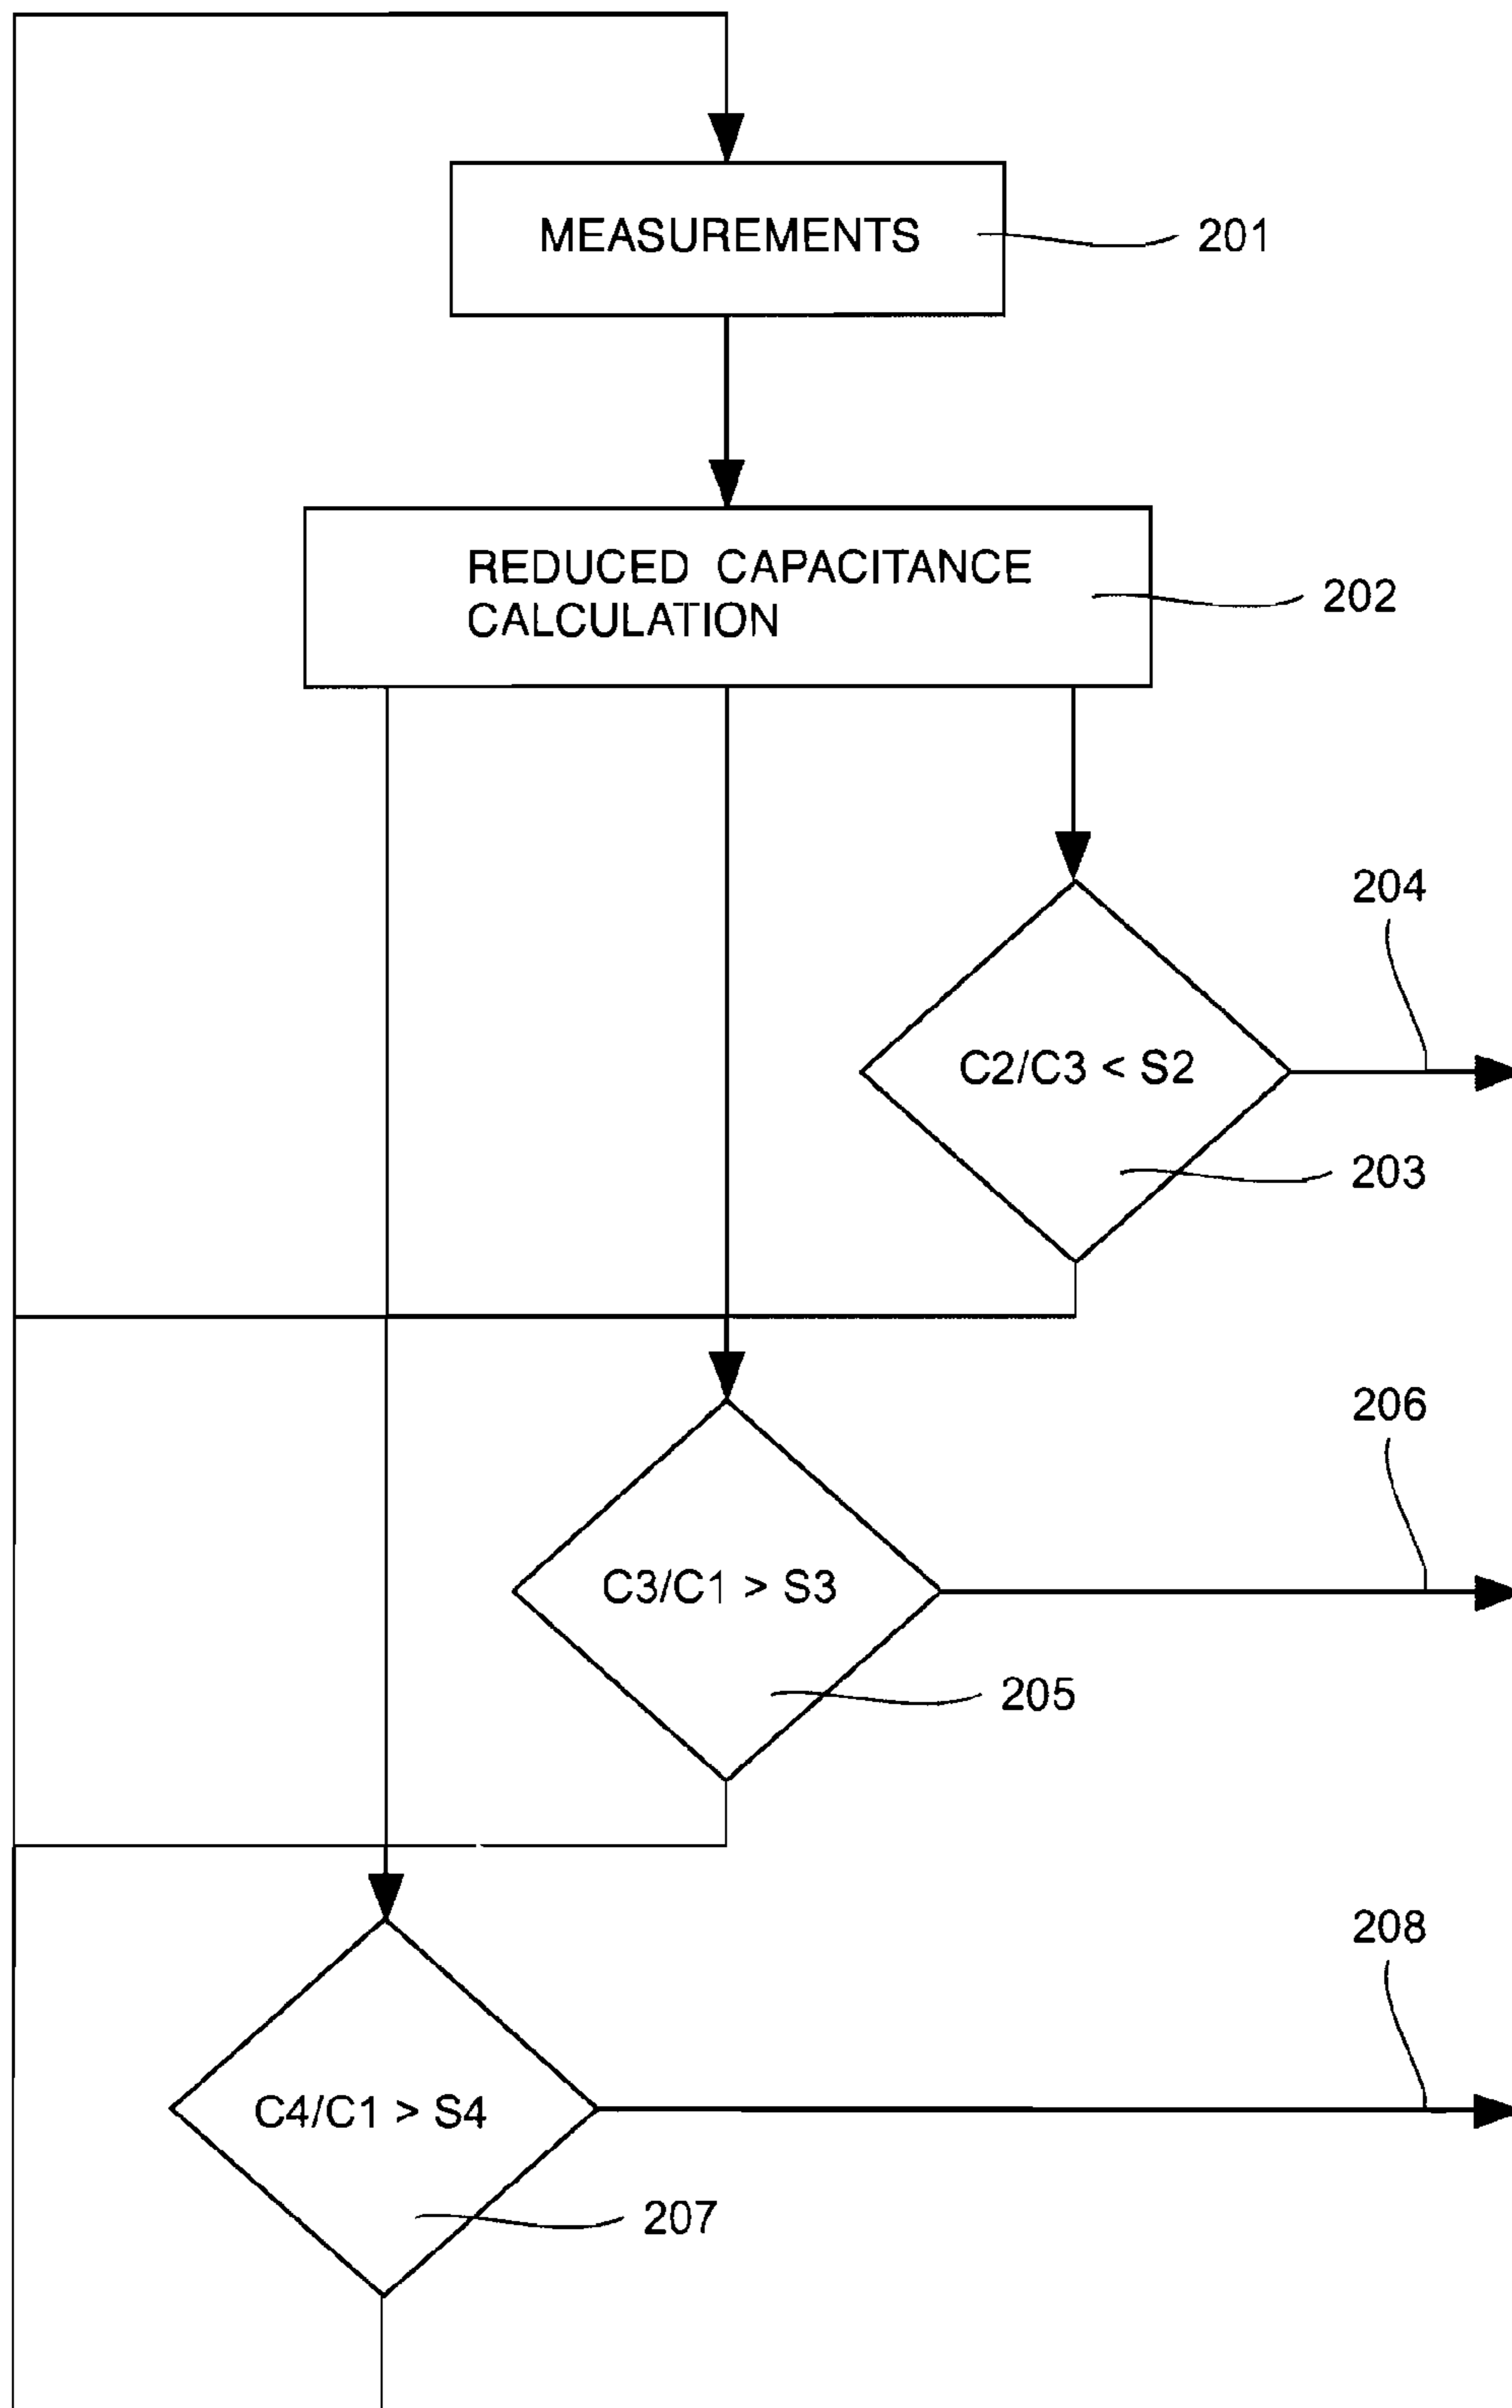 MEASUREMENTS
201
REDUCED CAPACITANCE
CALCULATION
202
204
C2/C3 < S2
203
206
C3/C1 > S3
205
208
C4/C1 > S4
207